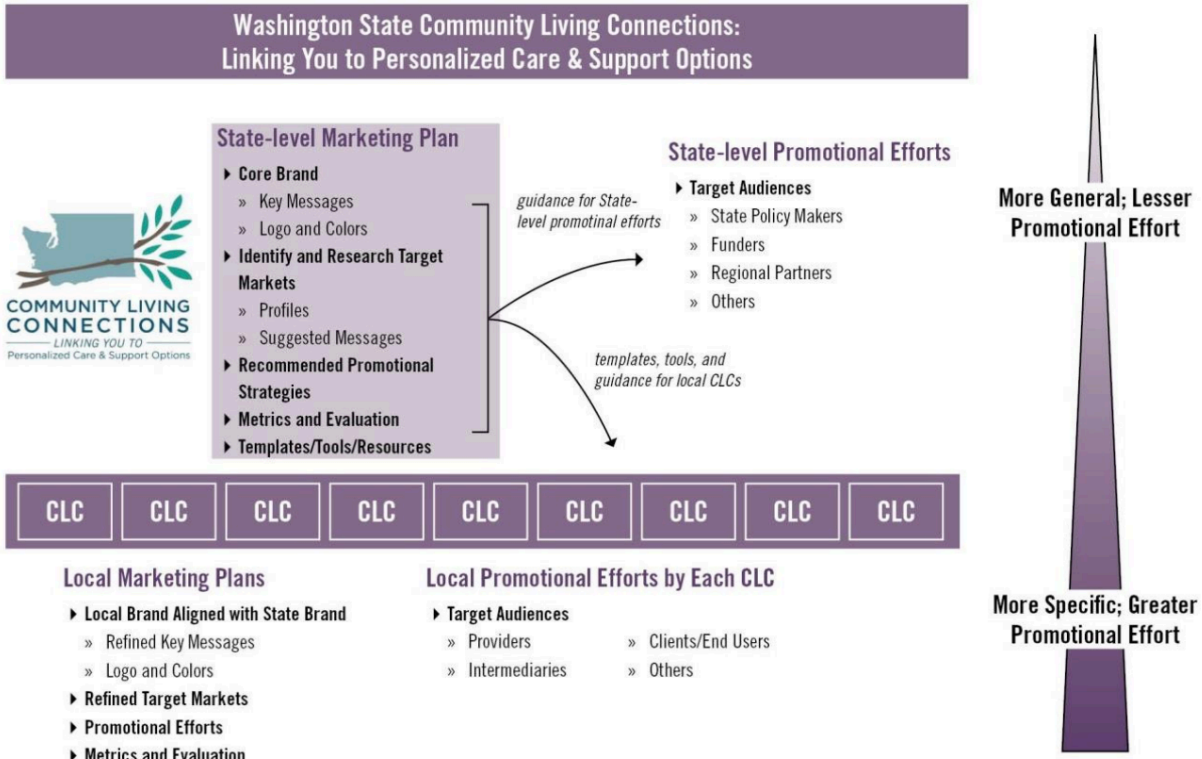 Washington State Community Living Connections:
Linking You to Personalized Care & Support Options
COMMUNITY LIVING
CONNECTIONS
LINKING YOU TO
Personalized Care & Support Options
State-level Marketing Plan
▸ Core Brand
» Key Messages
» Logo and Colors
▸ Identify and Research Target
Markets
» Profiles
» Suggested Messages
▸ Recommended Promotional
Strategies
▸ Metrics and Evaluation
▸ Templates/Tools/Resources
guidance for State-
level promotinal efforts
templates, tools, and
guidance for local CLCs
State-level Promotional Efforts
▸ Target Audiences
» State Policy Makers
» Funders
» Regional Partners
» Others
More General; Lesser
Promotional Effort
CLC CLC CLC CLC CLC CLC CLC CLC CLC
Local Marketing Plans
▸ Local Brand Aligned with State Brand
» Refined Key Messages
» Logo and Colors
▸ Refined Target Markets
▸ Promotional Efforts
▸ Metrics and Evaluation
Local Promotional Efforts by Each CLC
▸ Target Audiences
» Providers » Clients/End Users
» Intermediaries » Others
More Specific; Greater
Promotional Effort